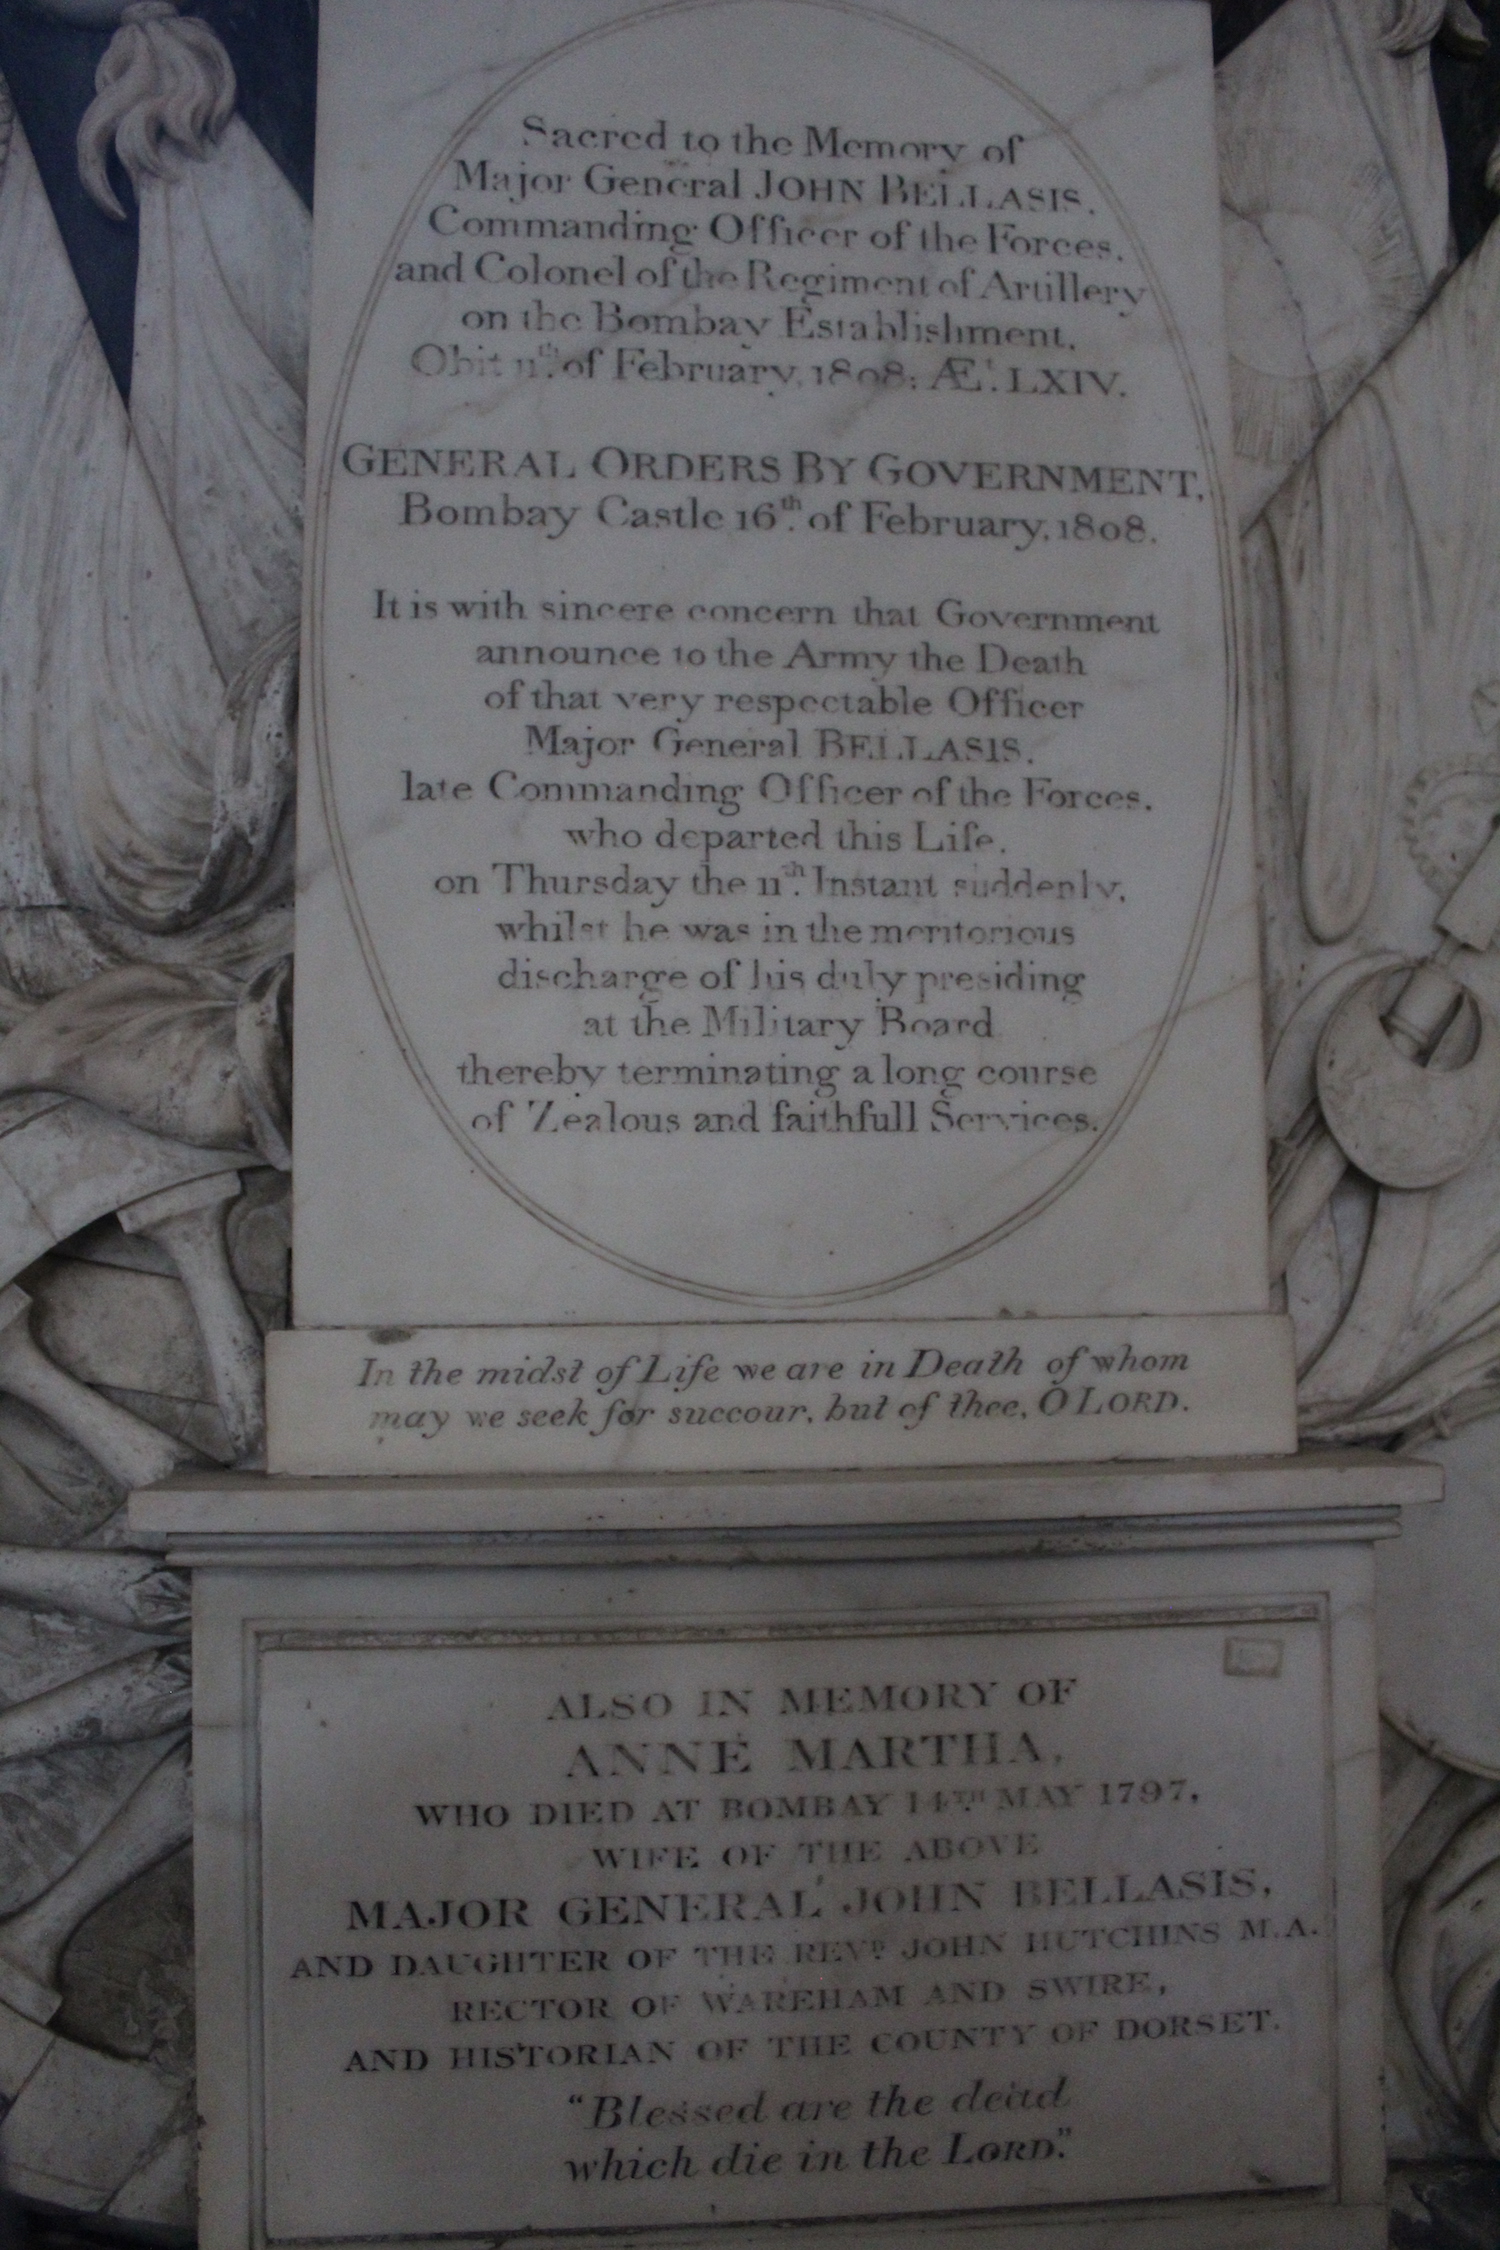 Sacred to the Memory of
Major General JOHN BELLASIS.
Commanding Officer of the Forces.
and Colonel of the Regiment of Artillery
on the Bombay Establishment.
Obit 11th. of February, 1808; ÆT. LXIV.
GENERAL ORDERS BY GOVERNMENT,
Bombay Castle 16th. of February, 1808.
It is with sincere concern that Government
announce to the Army the Death
of that very respectable Officer
Major General BELLASIS.
late Commanding Officer of the Forces.
who departed this Life.
on Thursday the 11th. Instant suddenly,
whilst he was in the meritorious
discharge of his duly presiding
at the Military Board
thereby terminating a long course
of Zealous and faithfull Services.
In the midst of Life we are in Death of whom
may we seek for succour, but of thee, O LORD.
ALSO IN MEMORY OF
ANNE MARTHA,
WHO DIED AT BOMBAY 14TH MAY 1797,
WIFE OF THE ABOVE
MAJOR GENERAL JOHN BELLASIS,
AND DAUGHTER OF THE REVD. JOHN HUTCHINS M.A.
RECTOR OF WAREHAM AND SWIRE,
AND HISTORIAN OF THE COUNTY OF DORSET.
"Blessed are the dead
which die in the LORD."